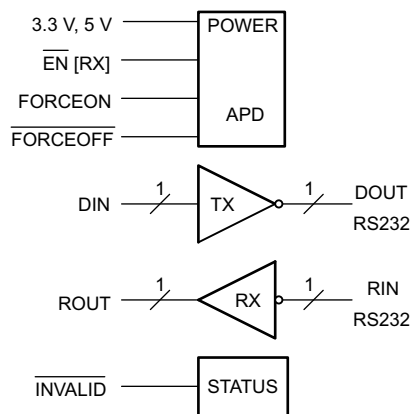 3.3 V, 5 V
POWER
EN [RX]
FORCEON
APD
FORCEOFF
DIN
1
TX
1
DOUT
RS232
ROUT
1
RX
1
RIN
RS232
INVALID
STATUS